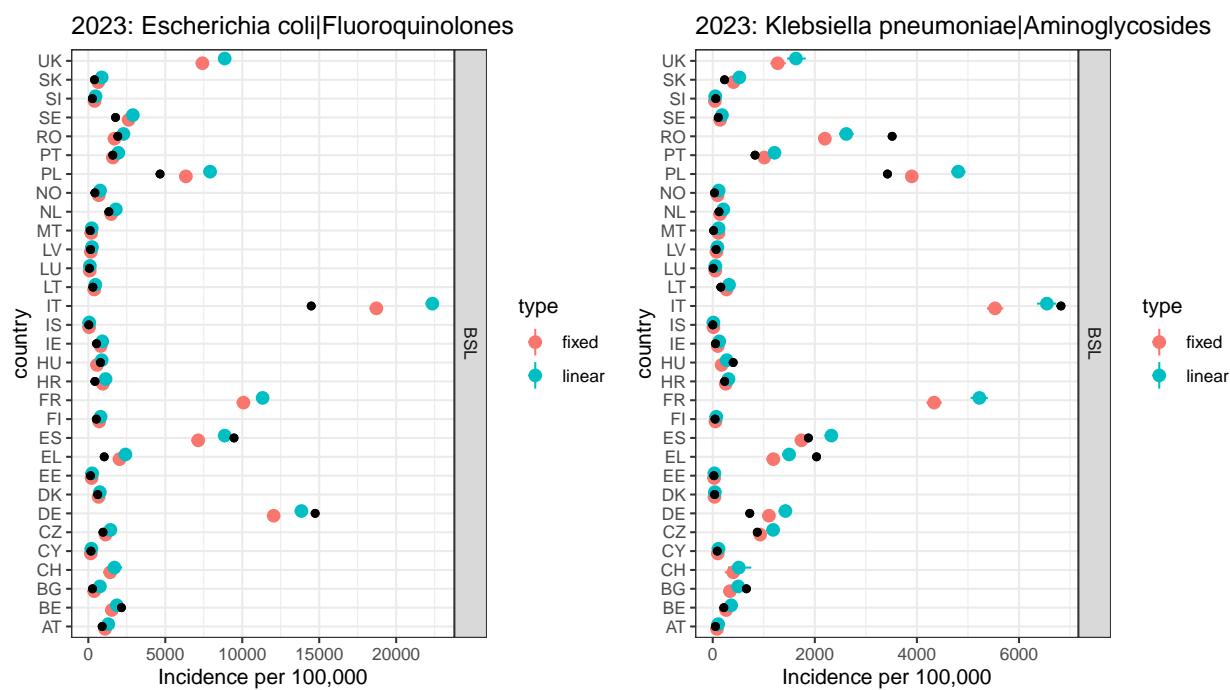 2023: Escherichia coli|Fluoroquinolones
UK
SK
SI
SE
RO
PT
PL
NO
NL
MT
LV
LU
LT
IT
IS
IE
HU
HR
FR
FI
ES
EL
EE
DK
DE
CZ
CY
CH
BG
BE
AT
country
0 5000 10000 15000 20000
Incidence per 100,000
BSL
type
fixed
linear
2023: Klebsiella pneumoniae|Aminoglycosides
UK
SK
SI
SE
RO
PT
PL
NO
NL
MT
LV
LU
LT
IT
IS
IE
HU
HR
FR
FI
ES
EL
EE
DK
DE
CZ
CY
CH
BG
BE
AT
country
0 2000 4000 6000
Incidence per 100,000
BSL
type
fixed
linear